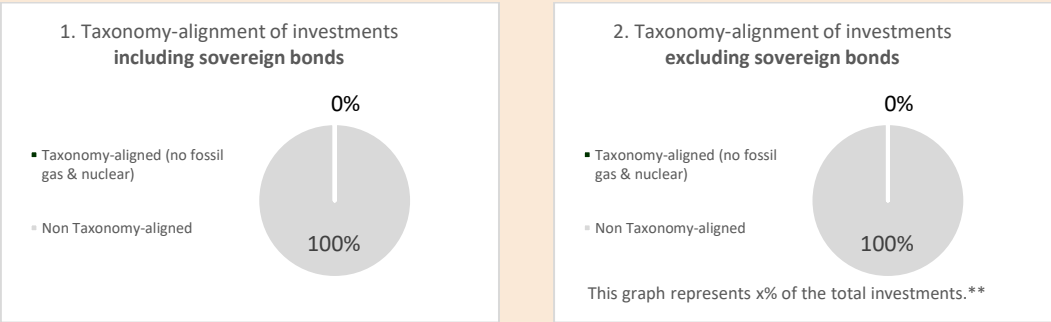 1. Taxonomy-alignment of investments
including sovereign bonds
0%
Taxonomy-aligned (no fossil
gas & nuclear)
Non Taxonomy-aligned
100%
2. Taxonomy-alignment of investments
excluding sovereign bonds
0%
Taxonomy-aligned (no fossil
gas & nuclear)
Non Taxonomy-aligned
100%
This graph represents x% of the total investments.**